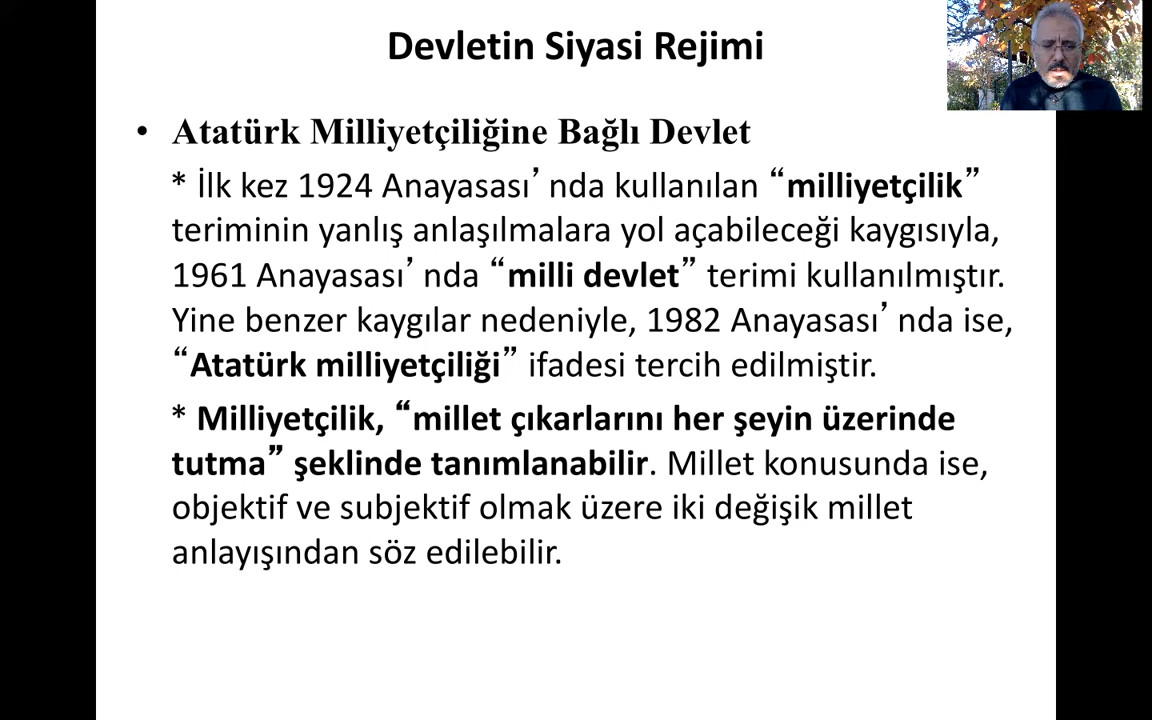 Devletin Siyasi Rejimi
• Atatürk Milliyetçiliğine Bağlı Devlet
* İlk kez 1924 Anayasası’nda kullanılan “milliyetçilik”
teriminin yanlış anlaşılmalara yol açabileceği kaygısıyla,
1961 Anayasası’nda “milli devlet” terimi kullanılmıştır.
Yine benzer kaygılar nedeniyle, 1982 Anayasası’nda ise,
“Atatürk milliyetçiliği” ifadesi tercih edilmiştir.
* Milliyetçilik, “millet çıkarlarını her şeyin üzerinde
tutma” şeklinde tanımlanabilir. Millet konusunda ise,
objektif ve subjektif olmak üzere iki değişik millet
anlayışından söz edilebilir.